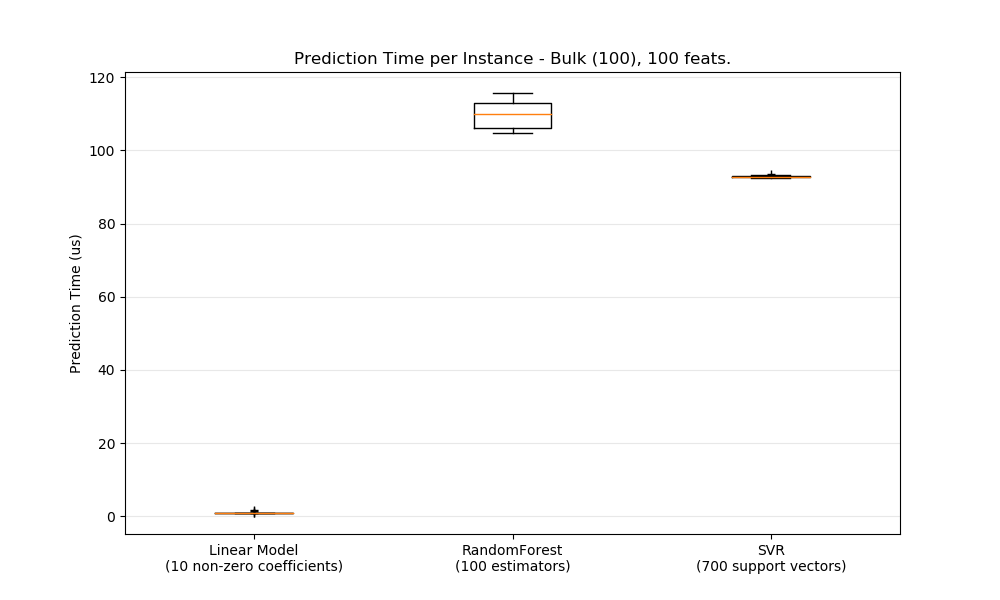 Prediction Time per Instance - Bulk (100), 100 feats.
120
100
80
60
40
20
0
Prediction Time (us)
Linear Model
(10 non-zero coefficients)
RandomForest
(100 estimators)
SVR
(700 support vectors)